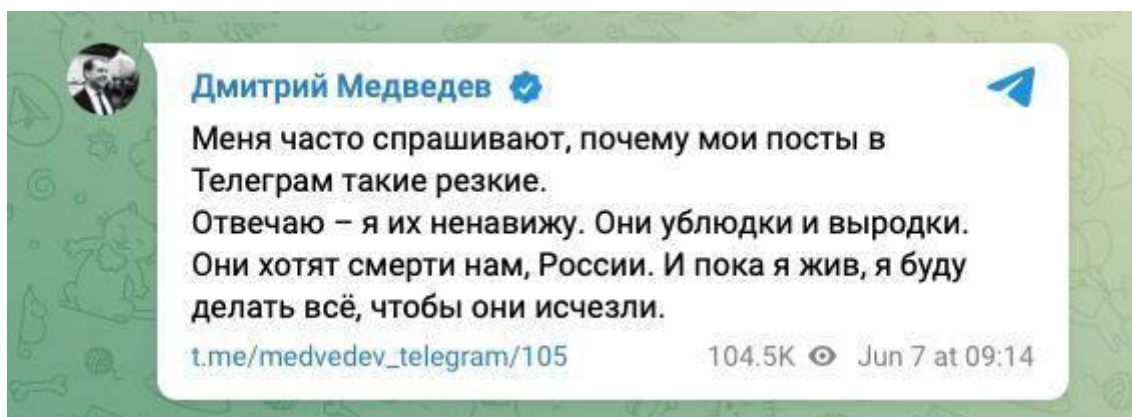 Дмитрий Медведев
Меня часто спрашивают, почему мои посты в
Телеграм такие резкие.
Отвечаю – я их ненавижу. Они ублюдки и выродки.
Они хотят смерти нам, России. И пока я жив, я буду
делать всё, чтобы они исчезли.
t.me/medvedev_telegram/105 104.5K Jun 7 at 09:14